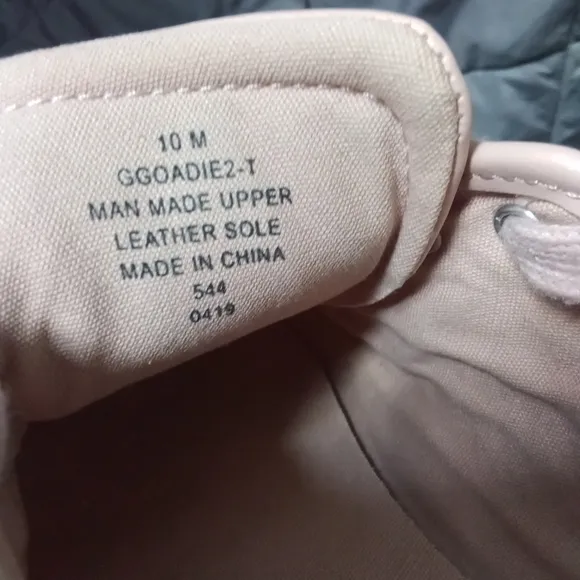 10 M
GGOADIE2-T
MAN MADE UPPER
LEATHER SOLE
MADE IN CHINA
544
0419